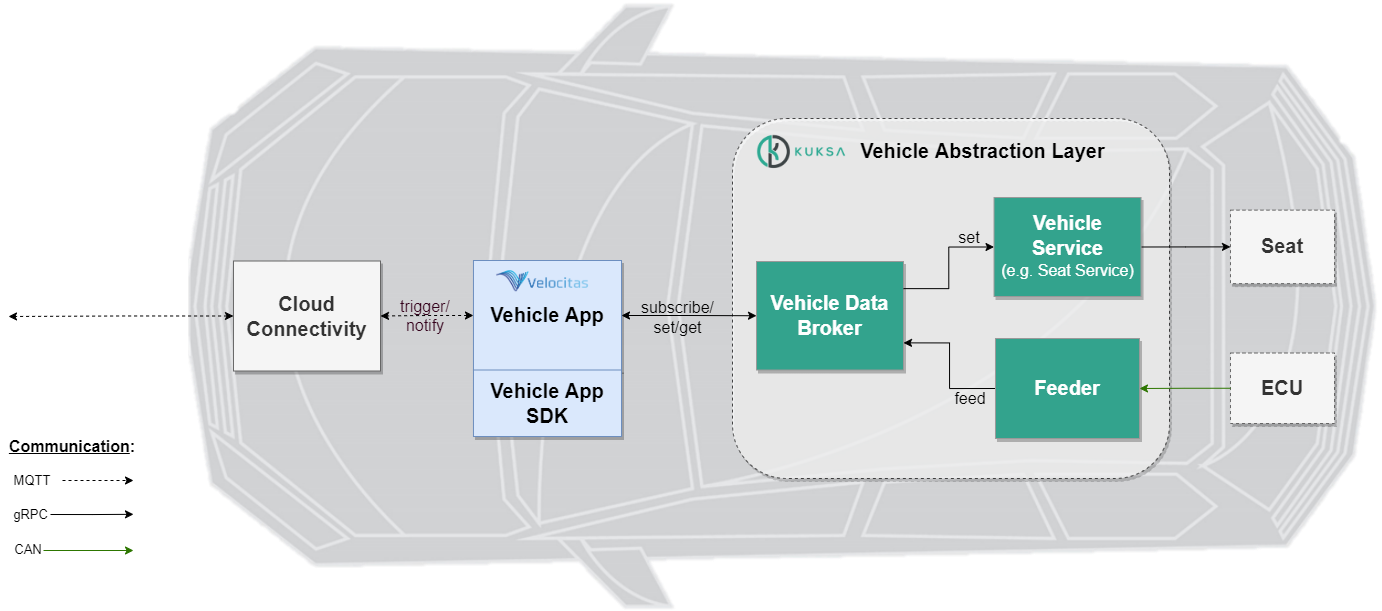 KUKSA
Vehicle Abstraction Layer
Vehicle
Service
(e.g. Seat Service)
set
Seat
Cloud
Connectivity
trigger/
notify
Velocitas
Vehicle App
subscribe/
set/get
Vehicle Data
Broker
Vehicle App
SDK
feed
Feeder
ECU
Communication:
MQTT
gRPC
CAN